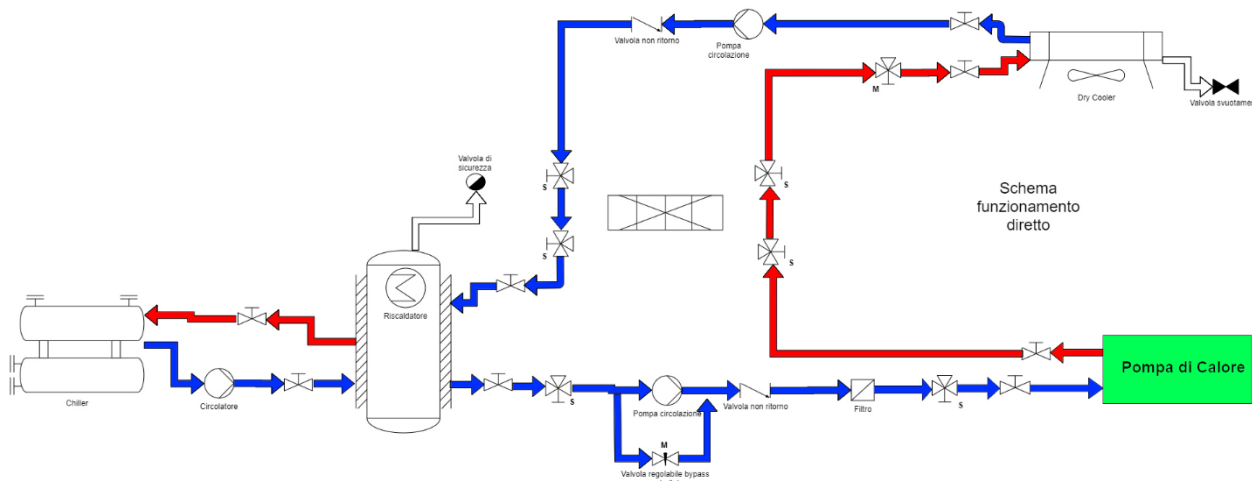 Valvola non ritorno
Pompa
circolazione
M
Dry Cooler
Valvola svuotame
Valvola di
sicurezza
S
S
Schema
funzionamento
diretto
S
S
Riscaldatore
Pompa di Calore
Chiller
Circolatore
S
Pompa circolazione
Valvola non ritorno
Filtro
S
M
Valvola regolabile bypass